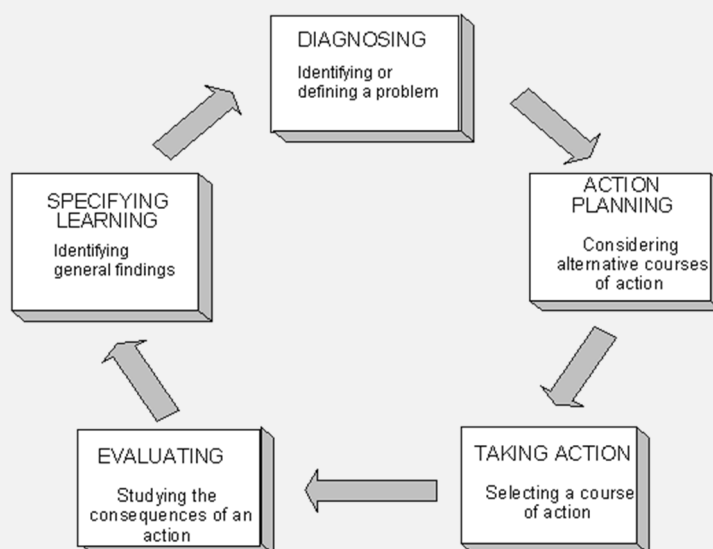 DIAGNOSING
Identifying or
defining a problem
ACTION
PLANNING
Considering
alternative courses
of action
TAKING ACTION
Selecting a course
of action
EVALUATING
Studying the
consequences of an
action
SPECIFYING
LEARNING
Identifying
general findings